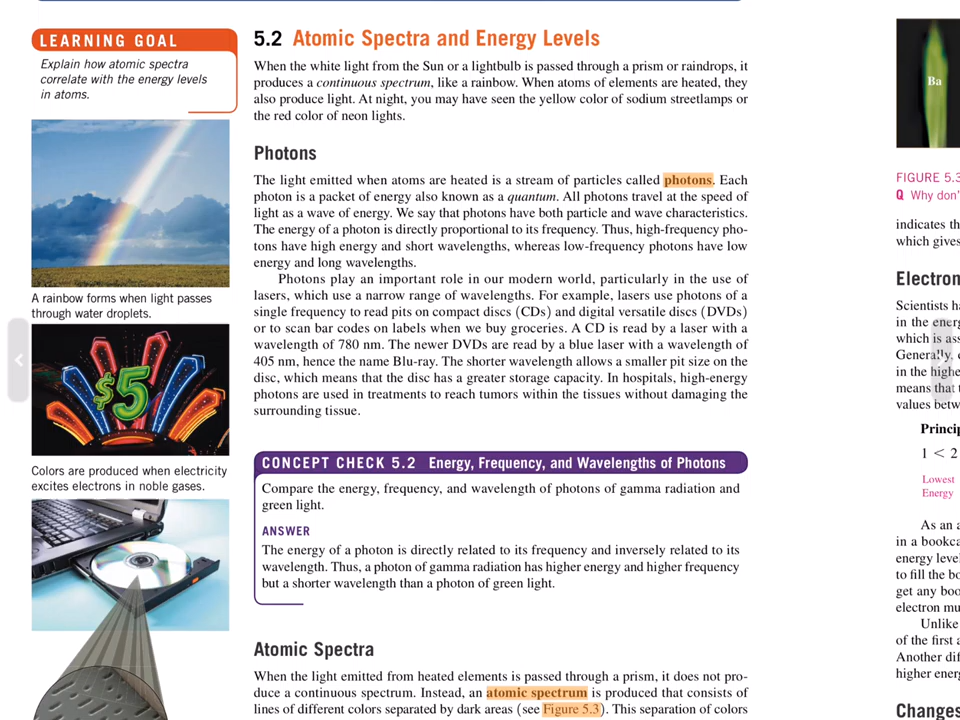 LEARNING GOAL
Explain how atomic spectra
correlate with the energy levels
in atoms.
A rainbow forms when light passes
through water droplets.
$5
Colors are produced when electricity
excites electrons in noble gases.
5.2 Atomic Spectra and Energy Levels
When the white light from the Sun or a lightbulb is passed through a prism or raindrops, it
produces a continuous spectrum, like a rainbow. When atoms of elements are heated, they
also produce light. At night, you may have seen the yellow color of sodium streetlamps or
the red color of neon lights.
Photons
The light emitted when atoms are heated is a stream of particles called photons. Each
photon is a packet of energy also known as a quantum. All photons travel at the speed of
light as a wave of energy. We say that photons have both particle and wave characteristics.
The energy of a photon is directly proportional to its frequency. Thus, high-frequency pho-
tons have high energy and short wavelengths, whereas low-frequency photons have low
energy and long wavelengths.
Photons play an important role in our modern world, particularly in the use of
lasers, which use a narrow range of wavelengths. For example, lasers use photons of a
single frequency to read pits on compact discs (CDs) and digital versatile discs (DVDs)
or to scan bar codes on labels when we buy groceries. A CD is read by a laser with a
wavelength of 780 nm. The newer DVDs are read by a blue laser with a wavelength of
405 nm, hence the name Blu-ray. The shorter wavelength allows a smaller pit size on the
disc, which means that the disc has a greater storage capacity. In hospitals, high-energy
photons are used in treatments to reach tumors within the tissues without damaging the
surrounding tissue.
CONCEPT CHECK 5.2 Energy, Frequency, and Wavelengths of Photons
Compare the energy, frequency, and wavelength of photons of gamma radiation and
green light.
ANSWER
The energy of a photon is directly related to its frequency and inversely related to its
wavelength. Thus, a photon of gamma radiation has higher energy and higher frequency
but a shorter wavelength than a photon of green light.
Atomic Spectra
When the light emitted from heated elements is passed through a prism, it does not pro-
duce a continuous spectrum. Instead, an atomic spectrum is produced that consists of
lines of different colors separated by dark areas (see Figure 5.3). This separation of colors
Ba
FIGURE 5.3
Q Why don'
indicates th
which gives
Electron
Scientists ha
in the energ
which is ass
Generally, e
in the highe
means that t
values betw
Princip
1 < 2
Lowest
Energy
As an a
in a bookca
energy level
to fill the bo
get any boo
electron mu
Unlike
of the first a
Another dif
higher energ
Changes